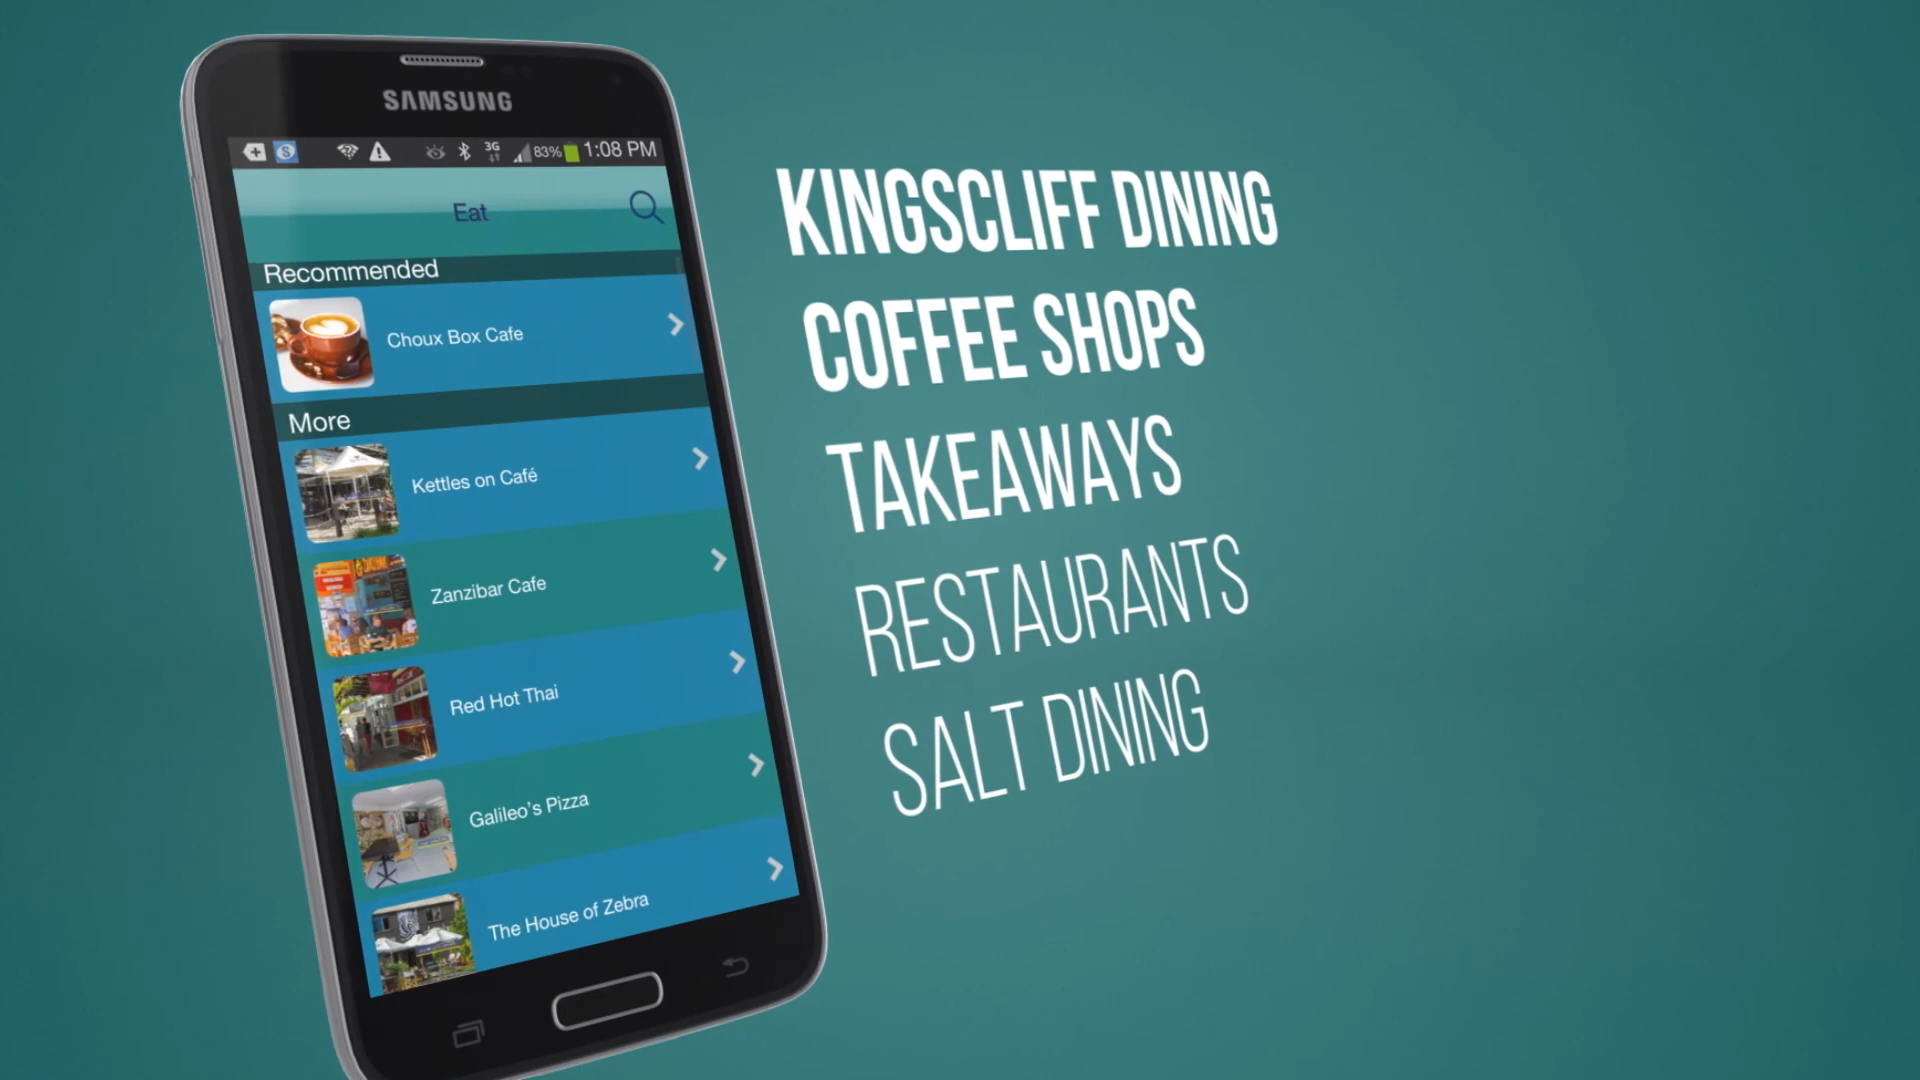 SAMSUNG
3G 83% 1:08 PM
Eat
Recommended
Choux Box Cafe
More
Kettles on Café
Zanzibar Cafe
Red Hot Thai
Galileo's Pizza
The House of Zebra
KINGSCLIFF DINING
COFFEE SHOPS
TAKEAWAYS
RESTAURANTS
SALT DINING